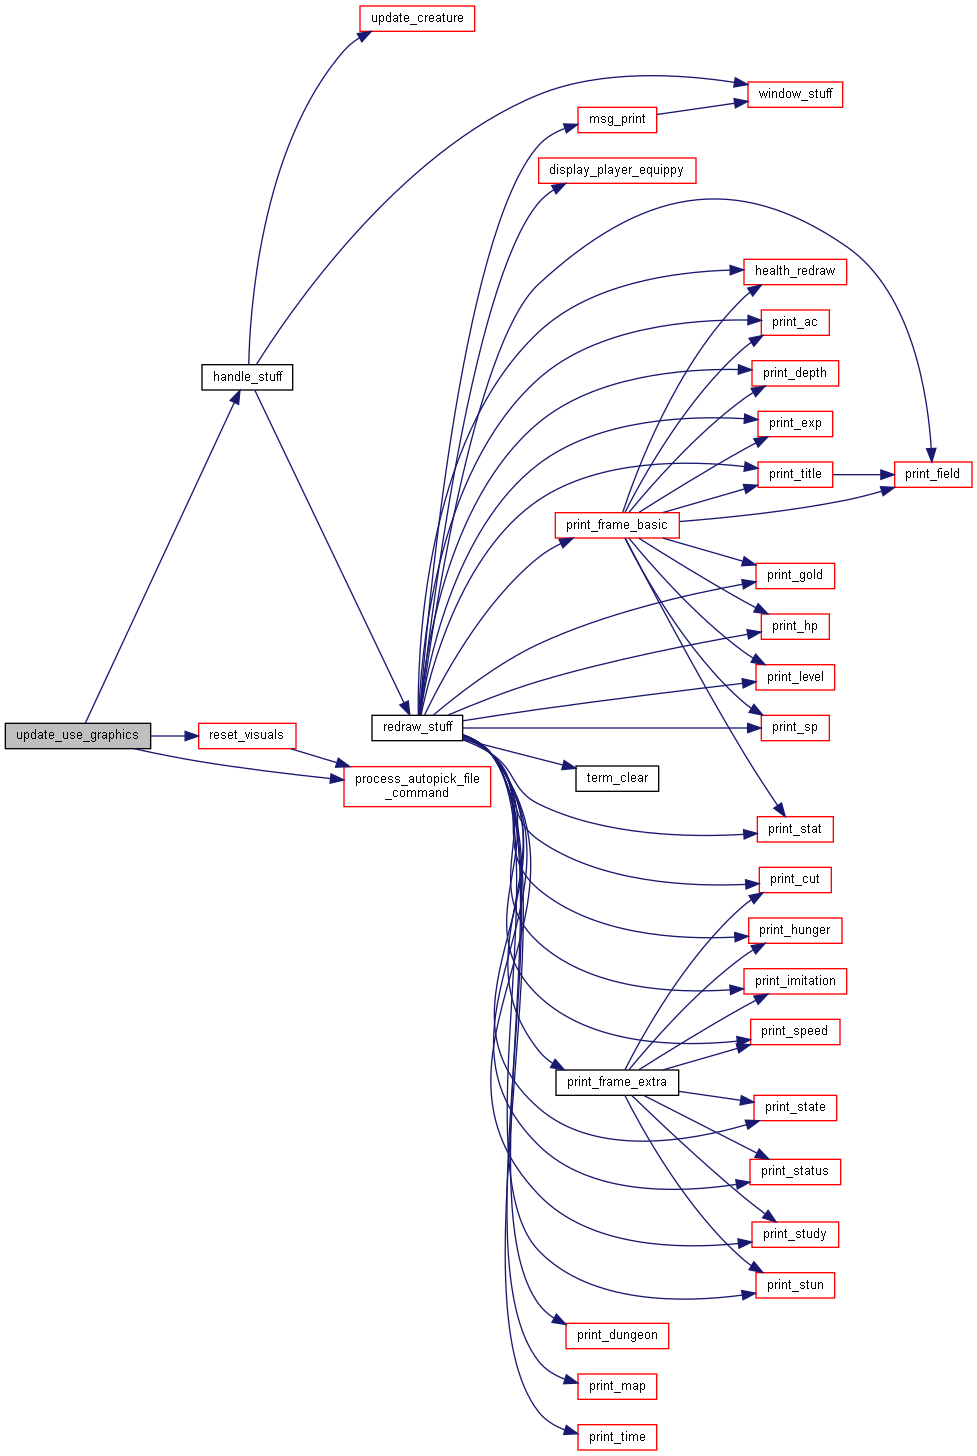 update_creature
window_stuff
msg_print
display_player_equippy
health_redraw
print_ac
handle_stuff
print_depth
print_exp
print_title
print_field
print_frame_basic
print_gold
print_hp
print_level
redraw_stuff
print_sp
update_use_graphics
reset_visuals
term_clear
process_autopick_file
_command
print_stat
print_cut
print_hunger
print_imitation
print_speed
print_frame_extra
print_state
print_status
print_study
print_stun
print_dungeon
print_map
print_time